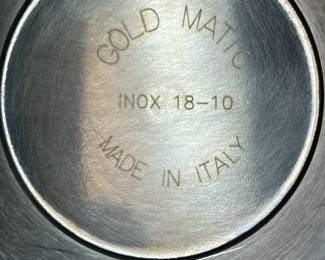 GOLD MATIC
INOX 18-10
MADE IN ITALY